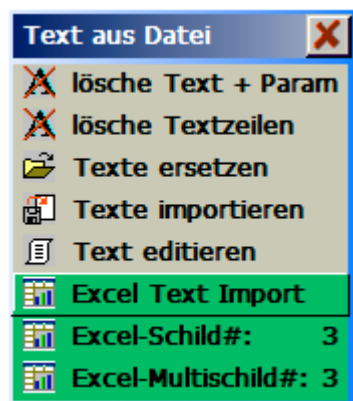 Text aus Datei
lösche Text + Param
lösche Textzeilen
Texte ersetzen
Texte importieren
Text editieren
Excel Text Import
Excel-Schild#: 3
Excel-Multischild#: 3